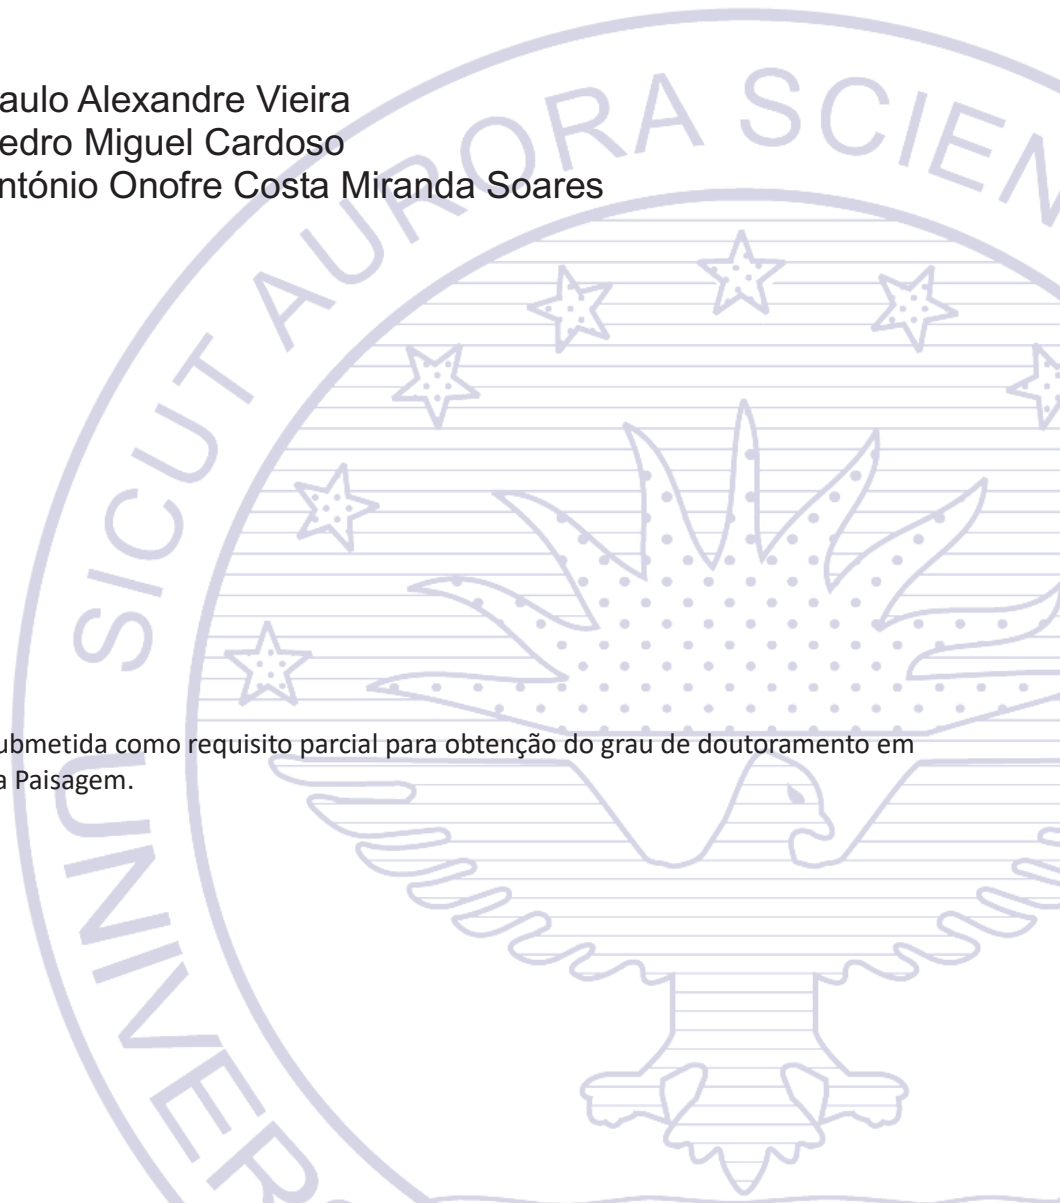 aulo Alexandre Vieira
edro Miguel Cardoso
ntónio Onofre Costa Miranda Soares
ubmetida como requisito parcial para obtenção do grau de doutoramento em
a Paisagem.
UNIVER SICUT AURORA SCIEN